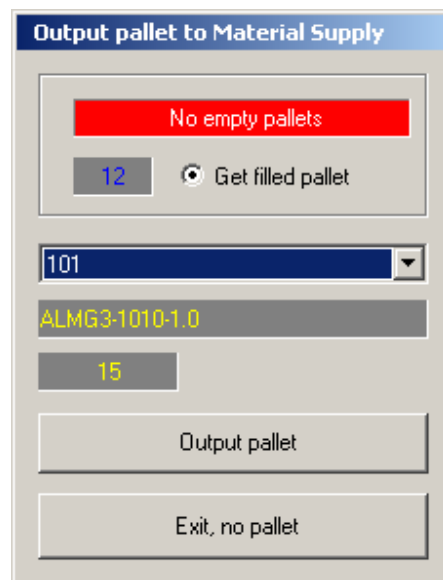 Output pallet to Material Supply
No empty pallets
12 Get filled pallet
101
ALMG3-1010-1.0
15
Output pallet
Exit, no pallet